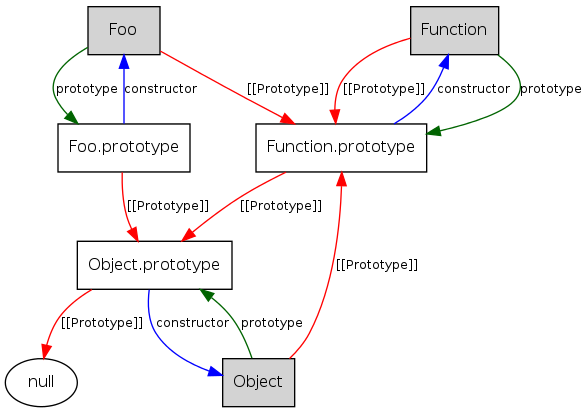 Foo
Function
prototype
constructor
[[Prototype]]
[[Prototype]]
constructor
prototype
Foo.prototype
Function.prototype
[[Prototype]]
[[Prototype]]
Object.prototype
[[Prototype]]
[[Prototype]]
constructor
prototype
null
Object